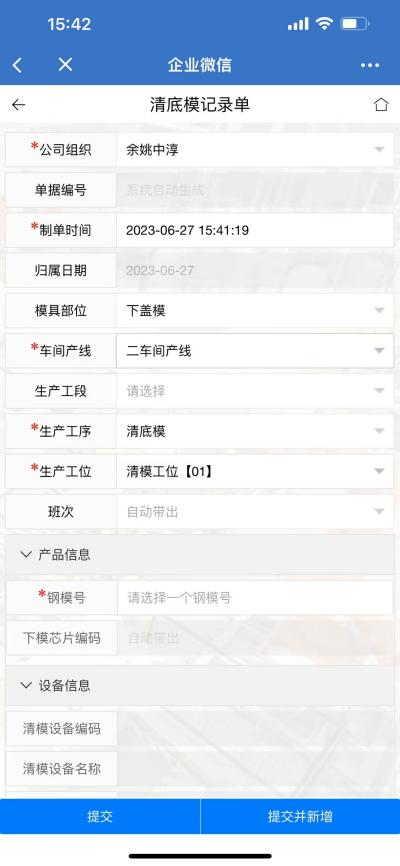 15:42
企业微信
清底模记录单
*公司组织 余姚中淳
单据编号 系统自动生成
*制单时间 2023-06-27 15:41:19
归属日期 2023-06-27
模具部位 下盖模
*车间产线 二车间产线
生产工段 请选择
*生产工序 清底模
*生产工位 清模工位【01】
班次 自动带出
产品信息
*钢模号 请选择一个钢模号
下模芯片编码 自动带出
设备信息
清模设备编码
清模设备名称
提交 提交并新增